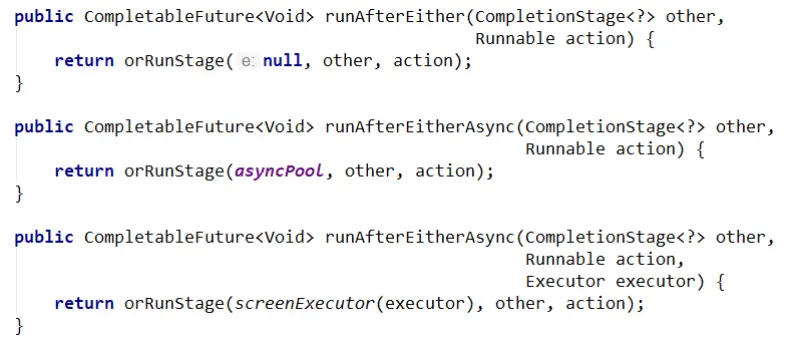 public CompletableFuture<Void> runAfterEither(CompletionStage<?> other,
Runnable action) {
return orRunStage( e: null, other, action);
}
public CompletableFuture<Void> runAfterEitherAsync(CompletionStage<?> other,
Runnable action) {
return orRunStage(asyncPool, other, action);
}
public CompletableFuture<Void> runAfterEitherAsync(CompletionStage<?> other,
Runnable action,
Executor executor) {
return orRunStage(screenExecutor(executor), other, action);
}